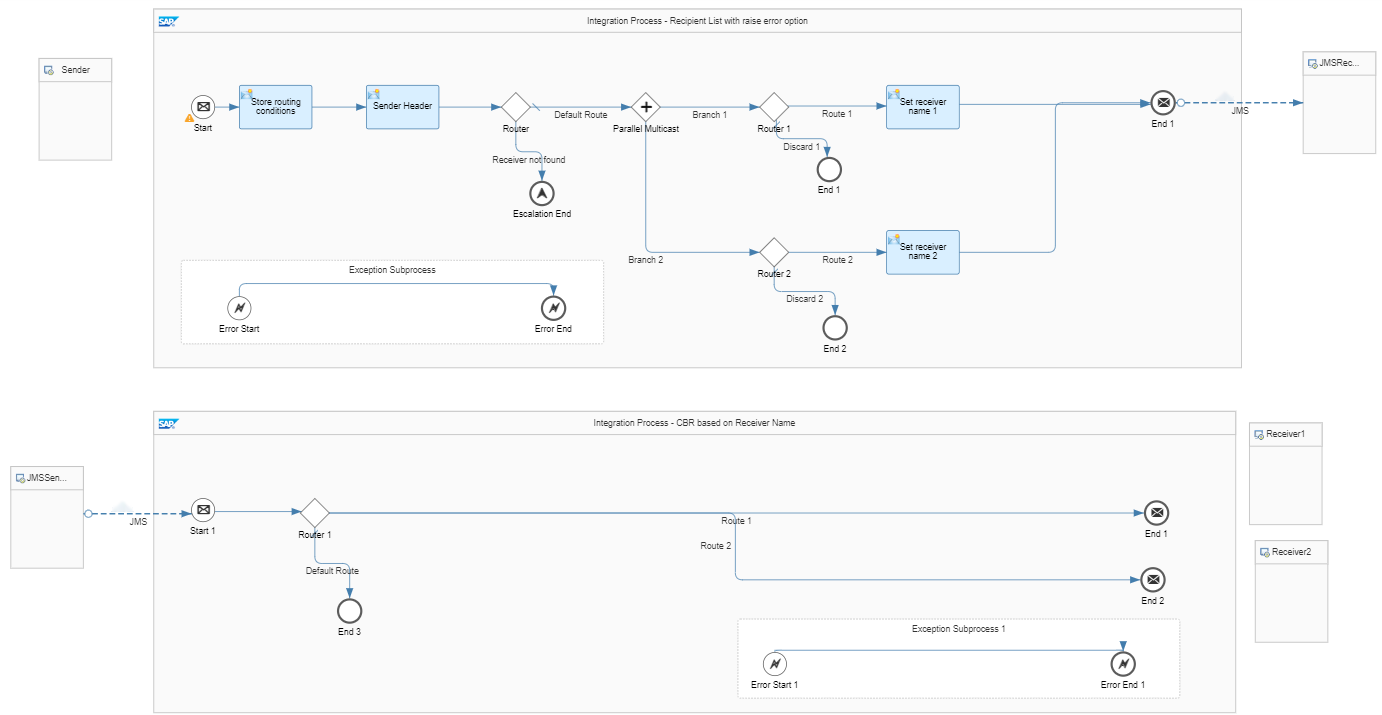 SAP
Integration Process - Recipient List with raise error option
Sender
JMSRec...
Store routing
conditions
Sender Header
Set receiver
name 1
Start
Router
Default Route
Parallel Multicast
Branch 1
Router 1
Route 1
End 1
JMS
Receiver not found
Discard 1
End 1
Escalation End
Branch 2
Router 2
Route 2
Set receiver
name 2
Exception Subprocess
Discard 2
Error Start
Error End
End 2
SAP
Integration Process - CBR based on Receiver Name
Receiver1
JMSSen...
JMS
Start 1
Router 1
Route 1
End 1
Route 2
Receiver2
Default Route
End 2
End 3
Exception Subprocess 1
Error Start 1
Error End 1